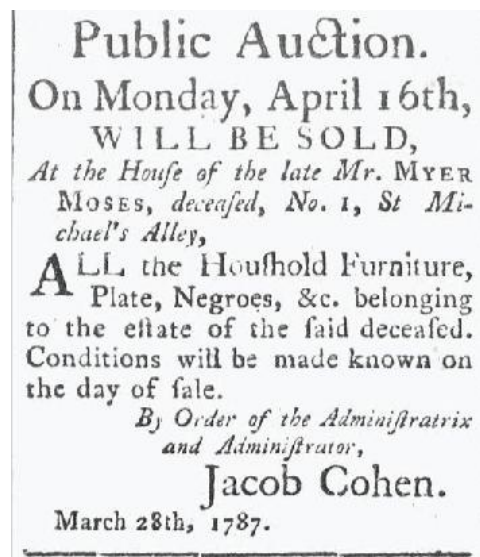 Public Auction.
On Monday, April 16th,
WILL BE SOLD,
At the Houſe of the late Mr. MYER
MOSES, deceaſed, No. 1, St Mi-
chael's Alley,
ALL the Houſhold Furniture,
Plate, Negroes, &c. belonging
to the eſtate of the ſaid deceaſed.
Conditions will be made known on
the day of ſale.
By Order of the Adminiſtratrix
and Adminiſtrator,
Jacob Cohen.
March 28th, 1787.